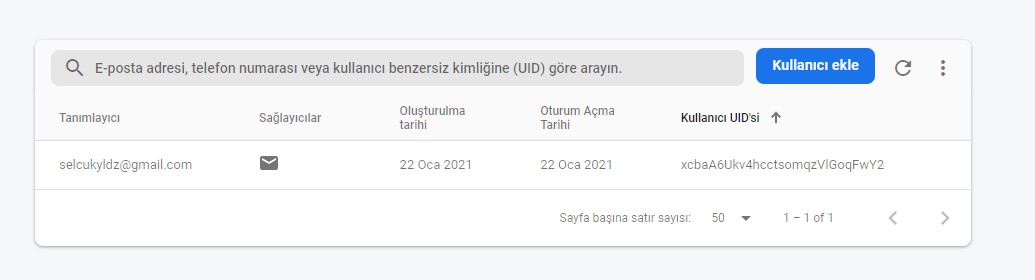 E-posta adresi, telefon numarası veya kullanıcı benzersiz kimliğine (UID) göre arayın.
Kullanıcı ekle
Tanımlayıcı
Sağlayıcılar
Oluşturulma
tarihi
Oturum Açma
Tarihi
Kullanıcı UID'si
selcukyldz@gmail.com
22 Oca 2021
22 Oca 2021
xcbaA6Ukv4hcctsomqzVlGoqFwY2
Sayfa başına satır sayısı:
50
1 – 1 of 1